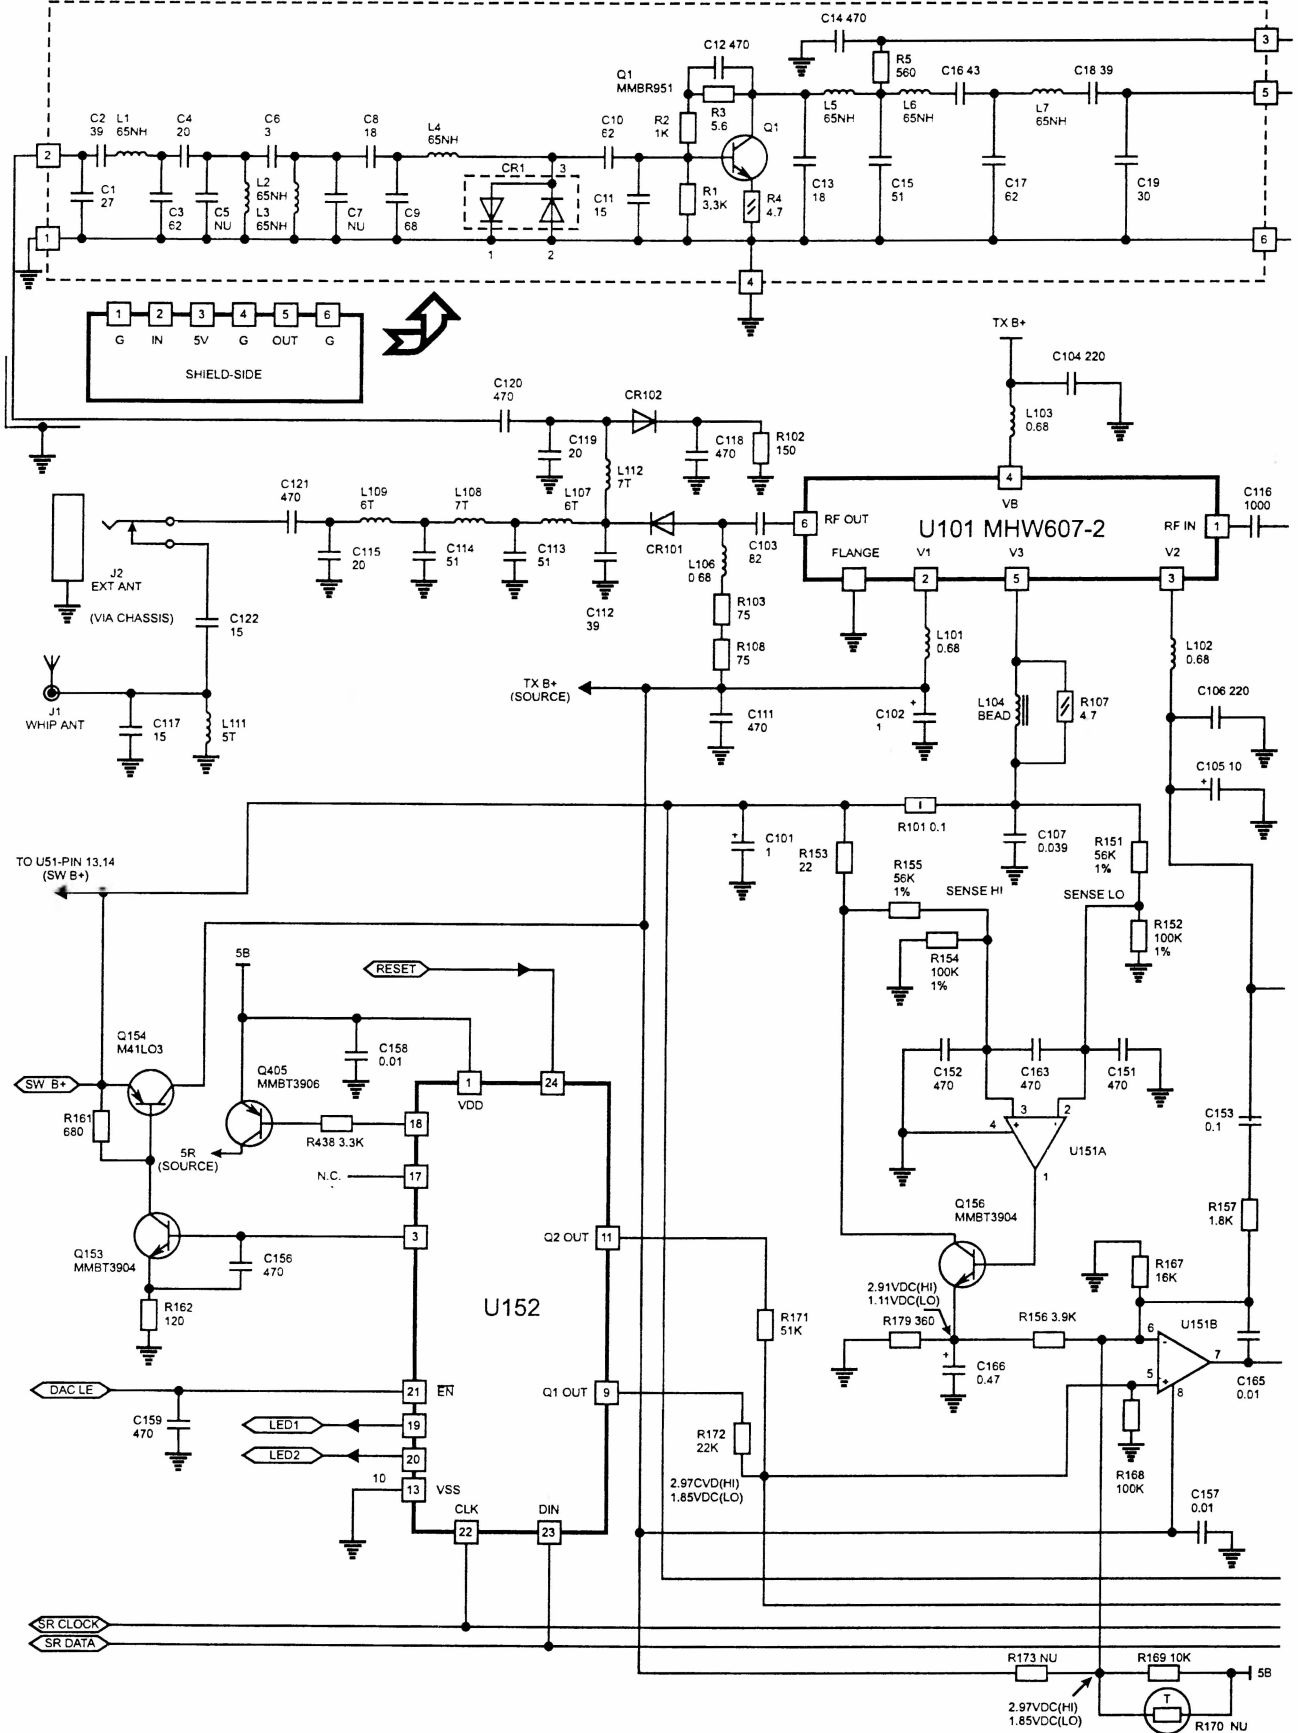 C14 470
3
C12 470
R5
560
Q1
MMBR951
C16 43
C18 39
5
R3
5.6
L5
65NH
L6
65NH
L7
65NH
C2
39
L1
65NH
C4
20
C6
3
C8
18
L4
65NH
C10
62
R2
1K
Q1
2
CR1
3
C1
27
C3
62
C5
NU
L2
65NH
L3
65NH
C7
NU
C9
68
C11
15
R1
3.3K
R4
4.7
C13
18
C15
51
C17
62
C19
30
1
1
2
6
4
1 2 3 4 5 6
G IN 5V G OUT G
SHIELD-SIDE
TX B+
C104 220
L103
0.68
C120
470
CR102
C119
20
C118
470
R102
150
L112
7T
4
VB
C121
470
L109
6T
L108
7T
L107
6T
6
RF OUT
U101 MHW607-2
RF IN
1
C116
1000
FLANGE
V1
V3
V2
2
5
3
C115
20
C114
51
C113
51
CR101
C103
82
L106
0 68
J2
EXT ANT
(VIA CHASSIS)
C122
15
C112
39
R103
75
R108
75
L101
0.68
L102
0.68
J1
WHIP ANT
C117
15
L111
5T
TX B+
(SOURCE)
C111
470
C102
1
+
L104
BEAD
R107
4.7
C106 220
C105 10
+
R101 0.1
TO U51-PIN 13,14
(SW B+)
+
C101
1
R153
22
C107
0.039
R151
56K
1%
R155
56K
1%
SENSE HI
SENSE LO
R152
100K
1%
R154
100K
1%
5B
RESET
Q154
M41LO3
C158
0.01
Q405
MMBT3906
1
VDD
24
C152
470
C163
470
C151
470
SW B+
R161
680
R438 3.3K
18
5R
(SOURCE)
N.C.
17
3
2
4
+
-
U151A
1
C153
0.1
R157
1.8K
Q156
MMBT3904
Q153
MMBT3904
C156
470
3
Q2 OUT
11
U152
R162
120
R167
16K
2.91VDC(HI)
1.11VDC(LO)
R171
51K
R179 360
R156 3.9K
6
U151B
-
7
5
+
8
C165
0.01
+
C166
0.47
DAC LE
21
EN
Q1 OUT
9
C159
470
LED1
19
LED2
20
R172
22K
R168
100K
10
13
VSS
2.97CVD(HI)
1.85VDC(LO)
C157
0.01
CLK
DIN
22
23
SR CLOCK
SR DATA
R173 NU
R169 10K
5B
2.97VDC(HI)
1.85VDC(LO)
T
R170 NU